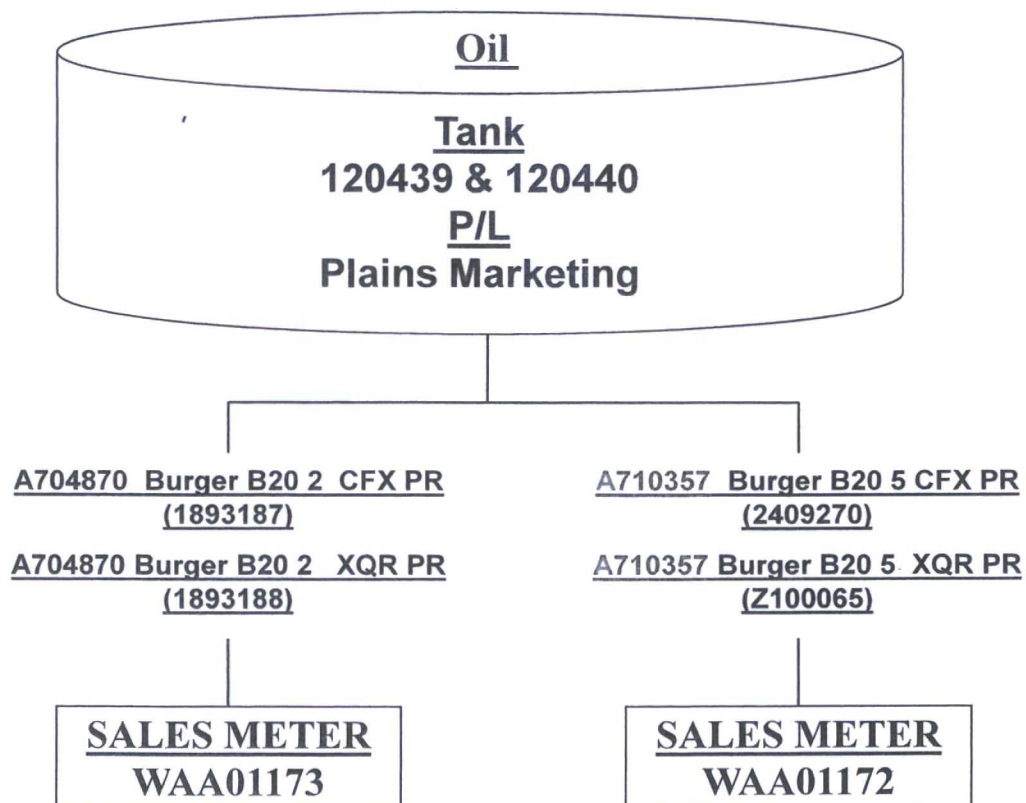 Oil
Tank
120439 & 120440
P/L
Plains Marketing
A704870 Burger B20 2 CFX PR
(1893187)
A704870 Burger B20 2 XQR PR
(1893188)
SALES METER
WAA01173
A710357 Burger B20 5 CFX PR
(2409270)
A710357 Burger B20 5 XQR PR
(Z100065)
SALES METER
WAA01172